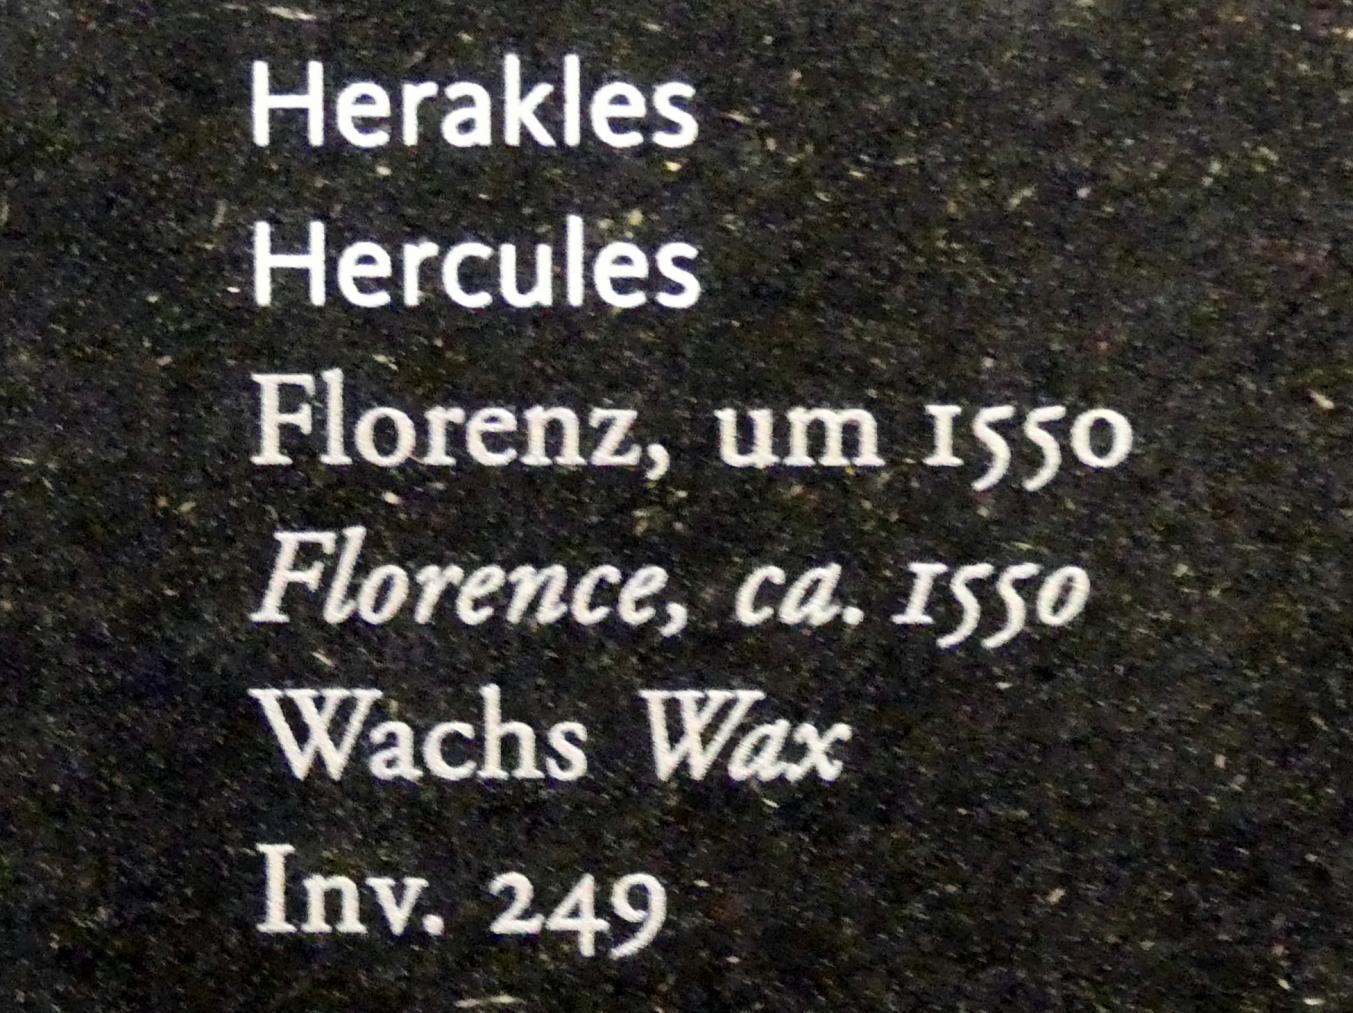 Herakles
Hercules
Florenz, um 1550
Florence, ca. 1550
Wachs Wax
Inv. 249